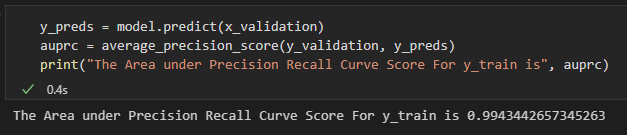 y_preds = model.predict(x_validation)
auprc = average_precision_score(y_validation, y_preds)
print("The Area under Precision Recall Curve Score For y_train is", auprc)
0.4s
The Area under Precision Recall Curve Score For y_train is 0.9943442657345263